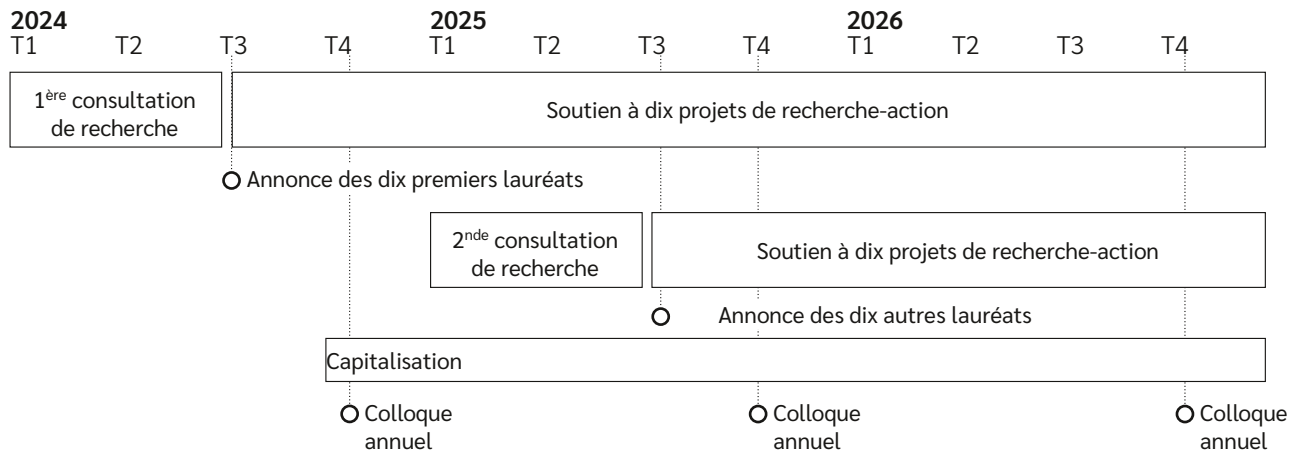 2024 2025 2026
T1 T2 T3 T4 T1 T2 T3 T4 T1 T2 T3 T4
1ère consultation
de recherche
Soutien à dix projets de recherche-action
Annonce des dix premiers lauréats
2nde consultation
de recherche
Soutien à dix projets de recherche-action
Annonce des dix autres lauréats
Capitalisation
Colloque
annuel
Colloque
annuel
Colloque
annuel